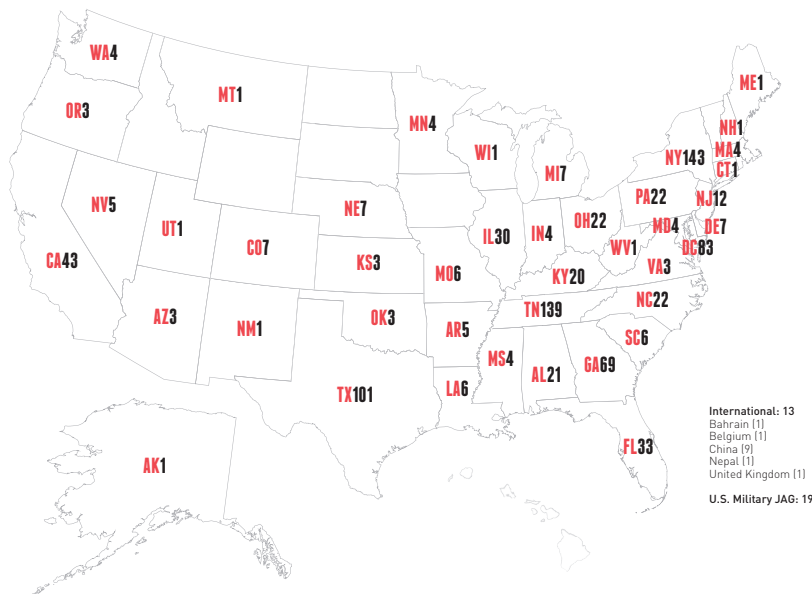 WA4
ME1
MT1
OR3
MN4
NH1
WI1
MA4
NY143
MI7
CT1
PA22
NJ12
NE7
NV5
OH22
MD4
DE7
UT1
IL30
IN4
CO7
WV1
DC83
CA43
KS3
VA3
MO6
KY20
NC22
TN139
AZ3
OK3
NM1
AR5
SC6
MS4
GA69
AL21
LA6
TX101
FL33
AK1
International: 13
Bahrain (1)
Belgium (1)
China (9)
Nepal (1)
United Kingdom (1)
U.S. Military JAG: 19